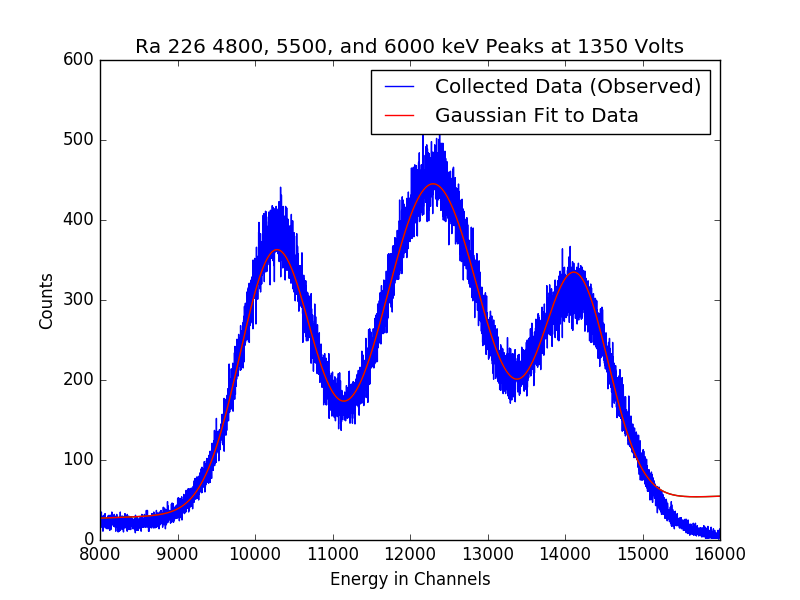 Ra 226 4800, 5500, and 6000 keV Peaks at 1350 Volts
600
Collected Data (Observed)
Gaussian Fit to Data
500
400
300
200
100
0
Counts
8000 9000 10000 11000 12000 13000 14000 15000 16000
Energy in Channels